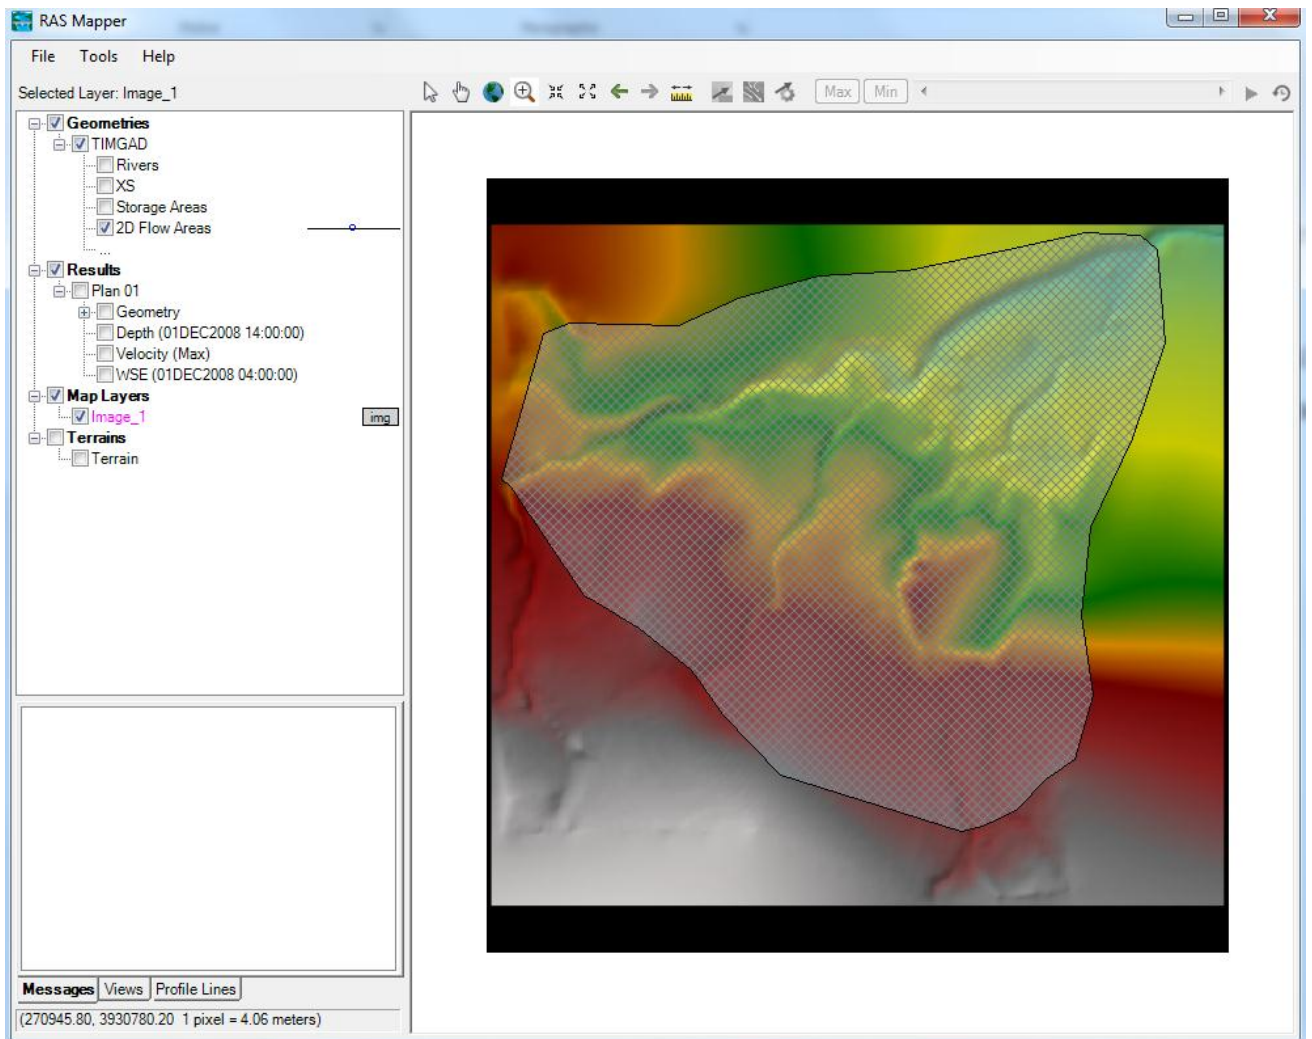 RAS Mapper
File Tools Help
Selected Layer: Image_1
Max Min
Geometries
TIMGAD
Rivers
XS
Storage Areas
2D Flow Areas
...
Results
Plan 01
Geometry
Depth (01DEC2008 14:00:00)
Velocity (Max)
WSE (01DEC2008 04:00:00)
Map Layers
Image_1 img
Terrains
Terrain
Messages Views Profile Lines
(270945.80, 3930780.20 1 pixel = 4.06 meters)